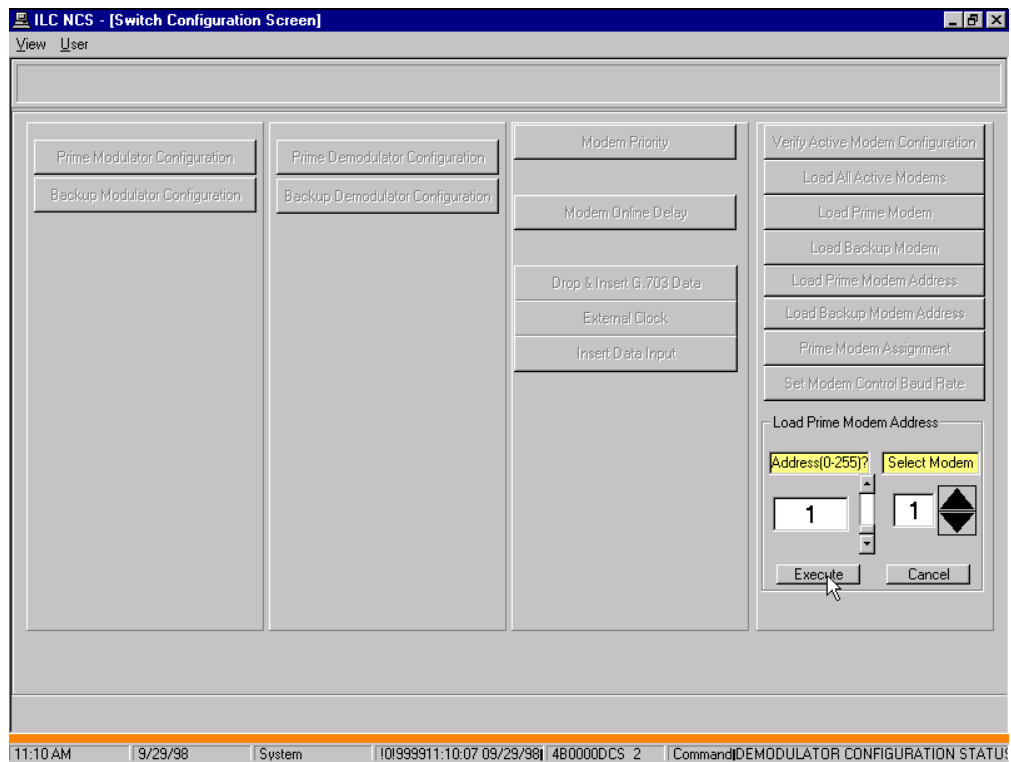 ILC NCS - [Switch Configuration Screen]
View User
Prime Modulator Configuration
Backup Modulator Configuration
Prime Demodulator Configuration
Backup Demodulator Configuration
Modem Priority
Modem Online Delay
Drop & Insert G.703 Data
External Clock
Insert Data Input
Verify Active Modem Configuration
Load All Active Modems
Load Prime Modem
Load Backup Modem
Load Prime Modem Address
Load Backup Modem Address
Prime Modem Assignment
Set Modem Control Baud Rate
Load Prime Modem Address
Address(0-255)? Select Modem
1 1
Execute Cancel
11:10 AM 9/29/98 System !0!999911:10:07 09/29/98 4B0000DCS 2 Command DEMODULATOR CONFIGURATION STATUS